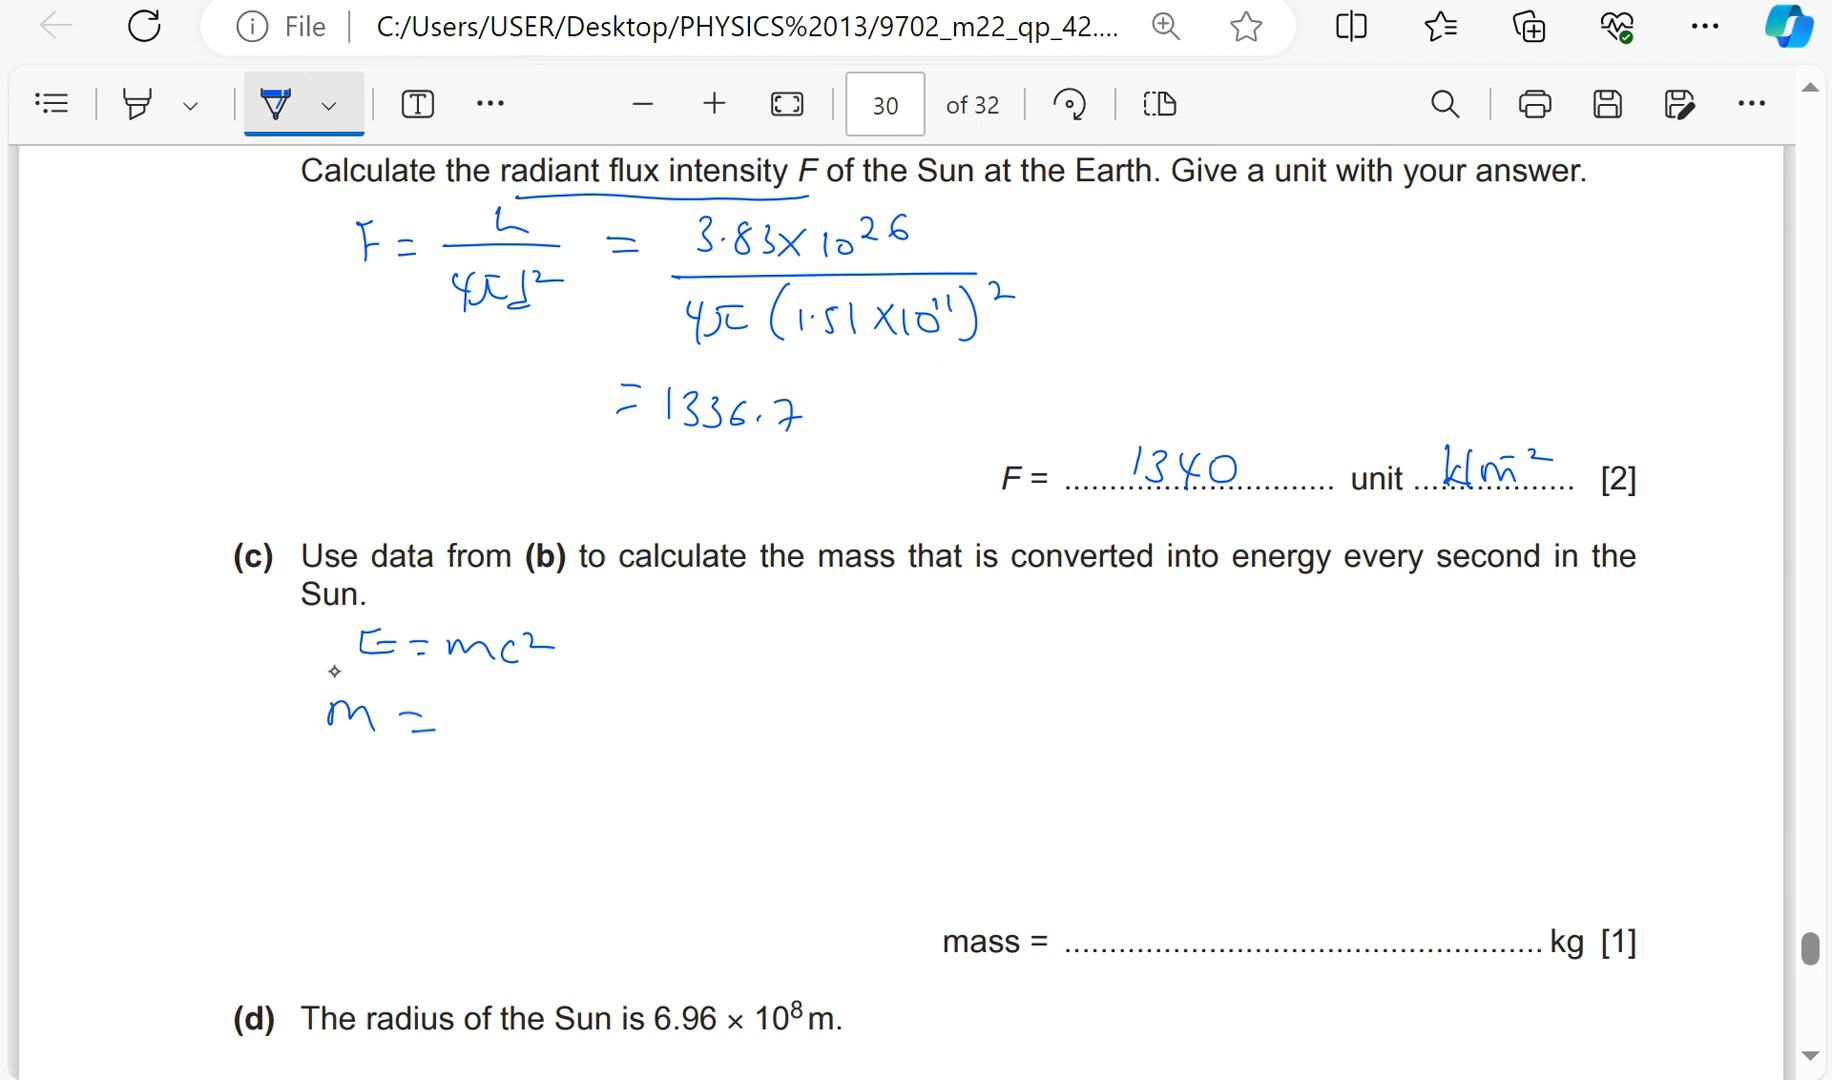 File C:/Users/USER/Desktop/PHYSICS%2013/9702_m22_qp_42....
30 of 32
Calculate the radiant flux intensity F of the Sun at the Earth. Give a unit with your answer.
F = L / 4πd² = 3.83×10²⁶ / 4π (1.51×10¹¹)²
= 1336.7
F = .....1340..... unit .....Wm⁻²..... [2]
(c) Use data from (b) to calculate the mass that is converted into energy every second in the
Sun.
E = mc²
m =
mass = .................................................... kg [1]
(d) The radius of the Sun is 6.96 × 10⁸ m.